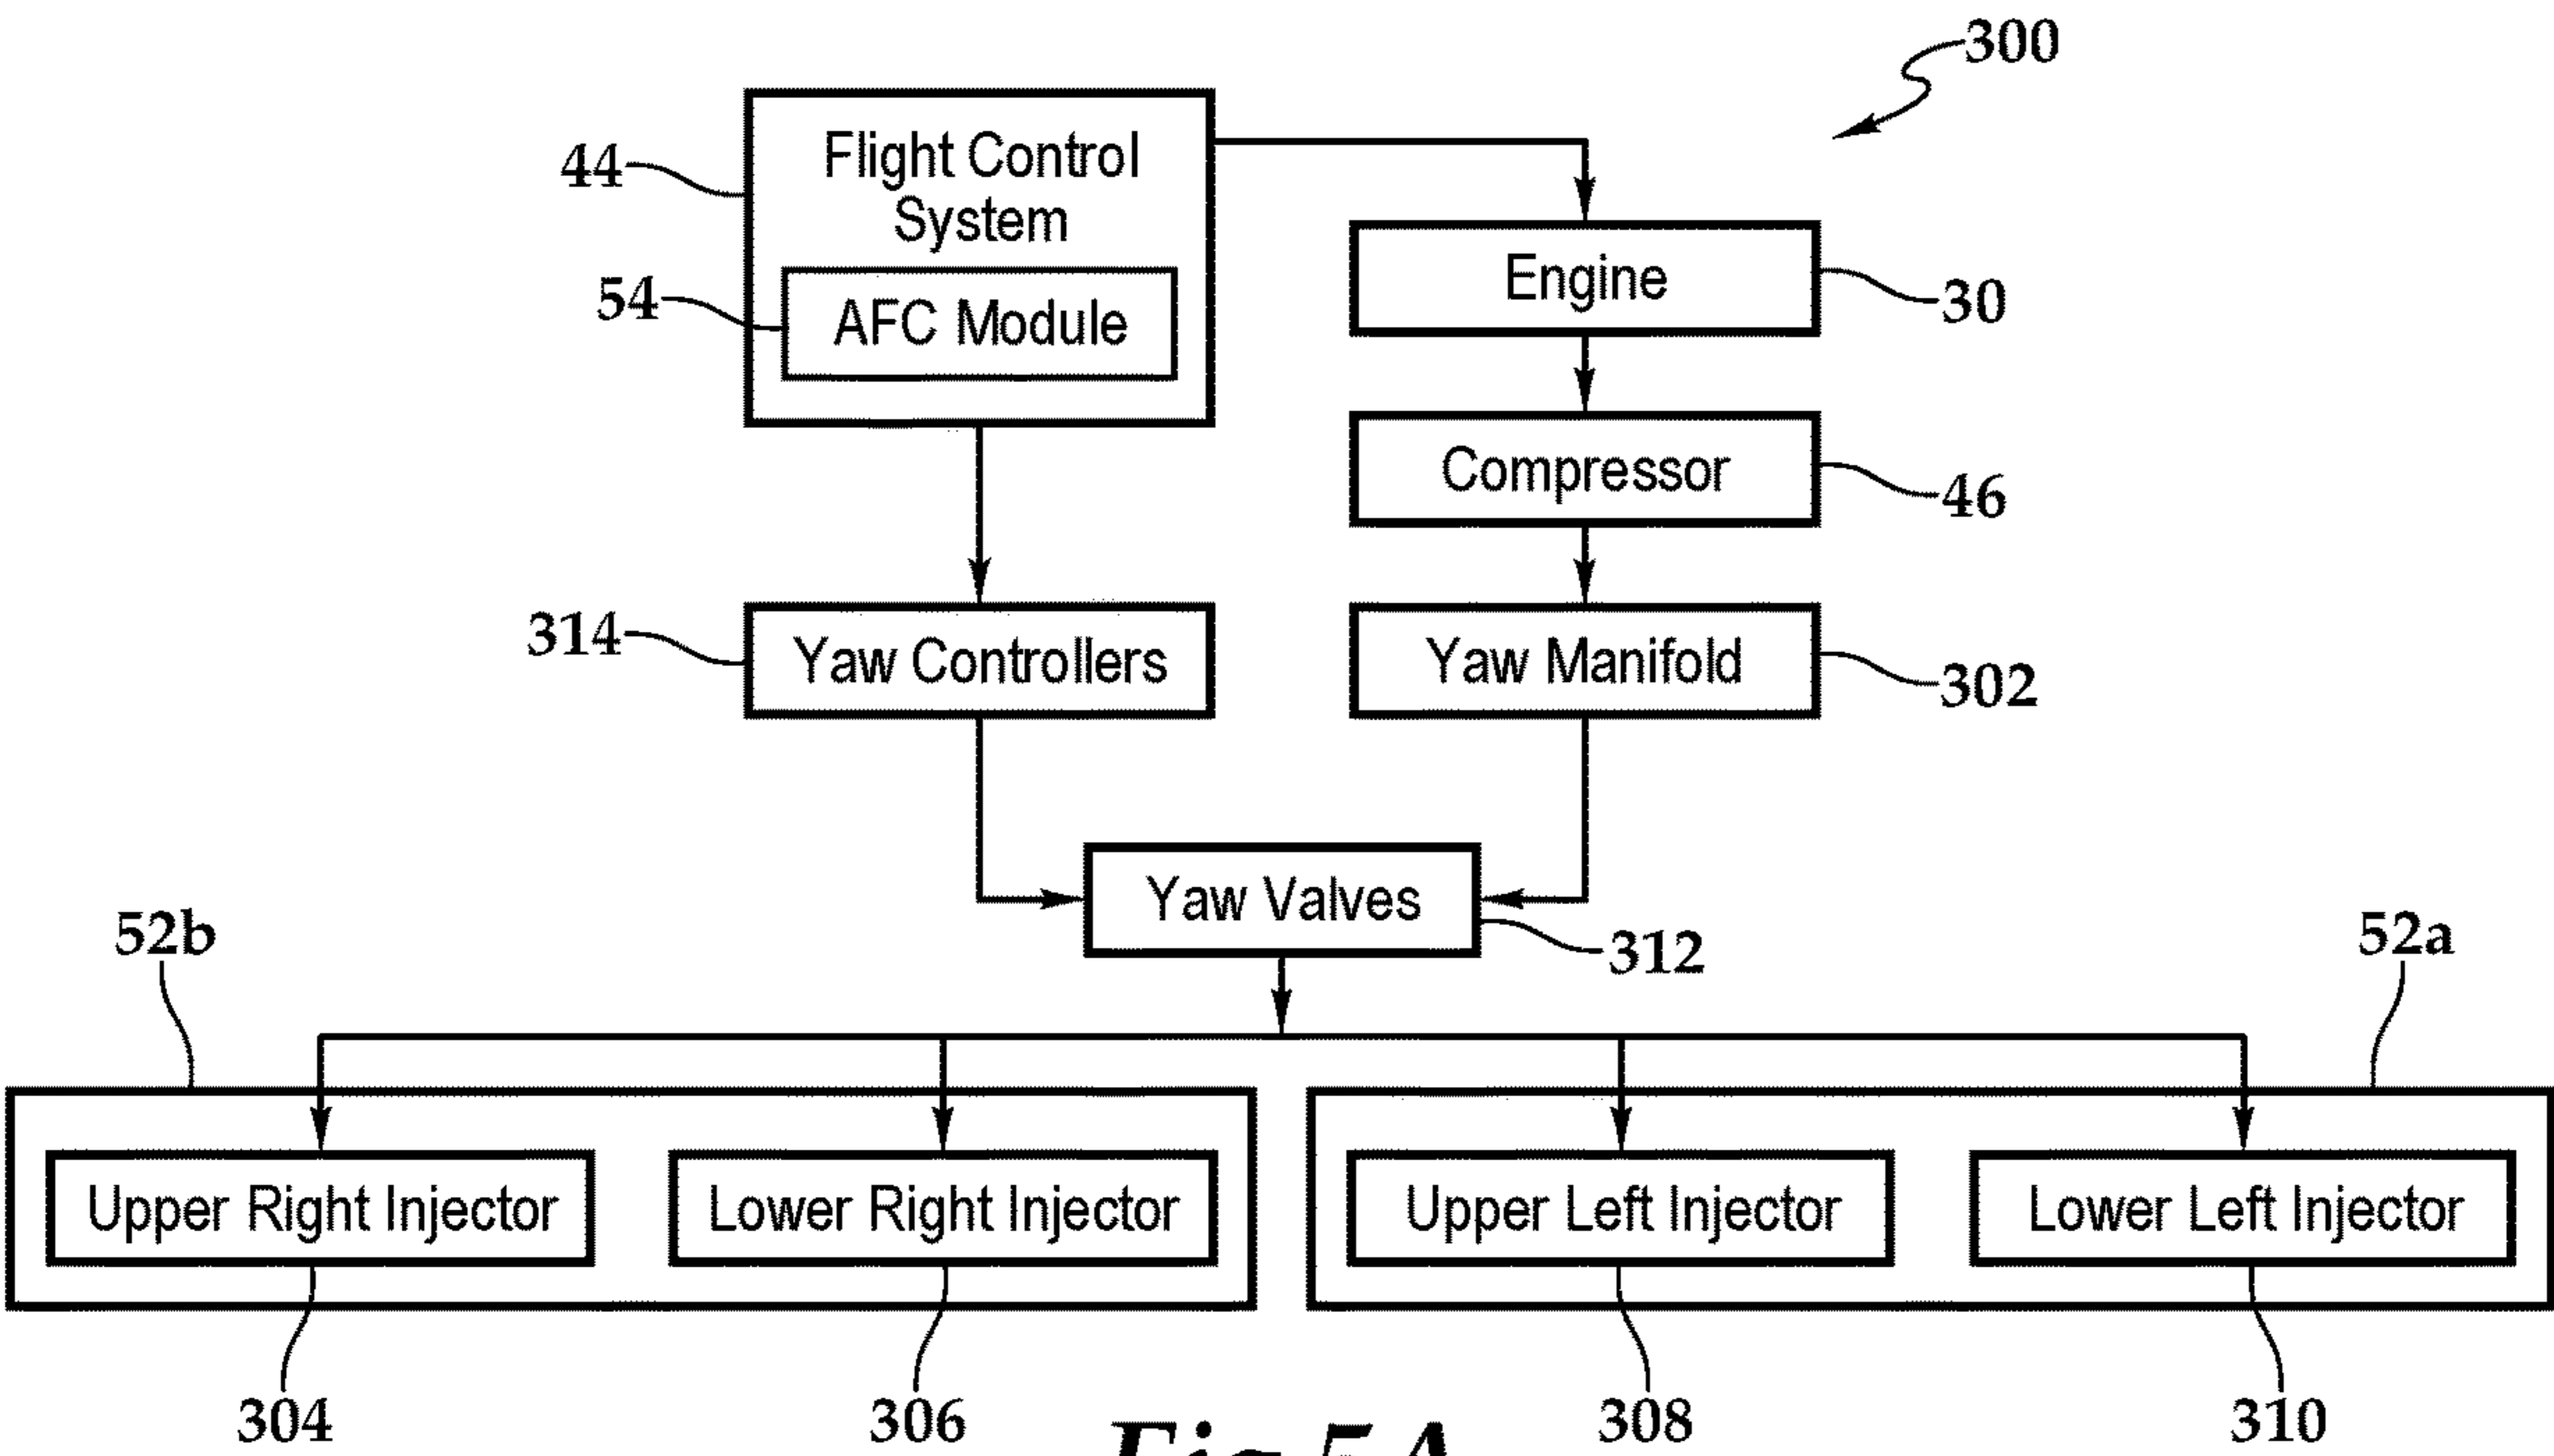 300
44
Flight Control
System
54
AFC Module
Engine
30
Compressor
46
314
Yaw Controllers
Yaw Manifold
302
Yaw Valves
312
52b
52a
Upper Right Injector
Lower Right Injector
Upper Left Injector
Lower Left Injector
304
306
308
310
Fig.5A